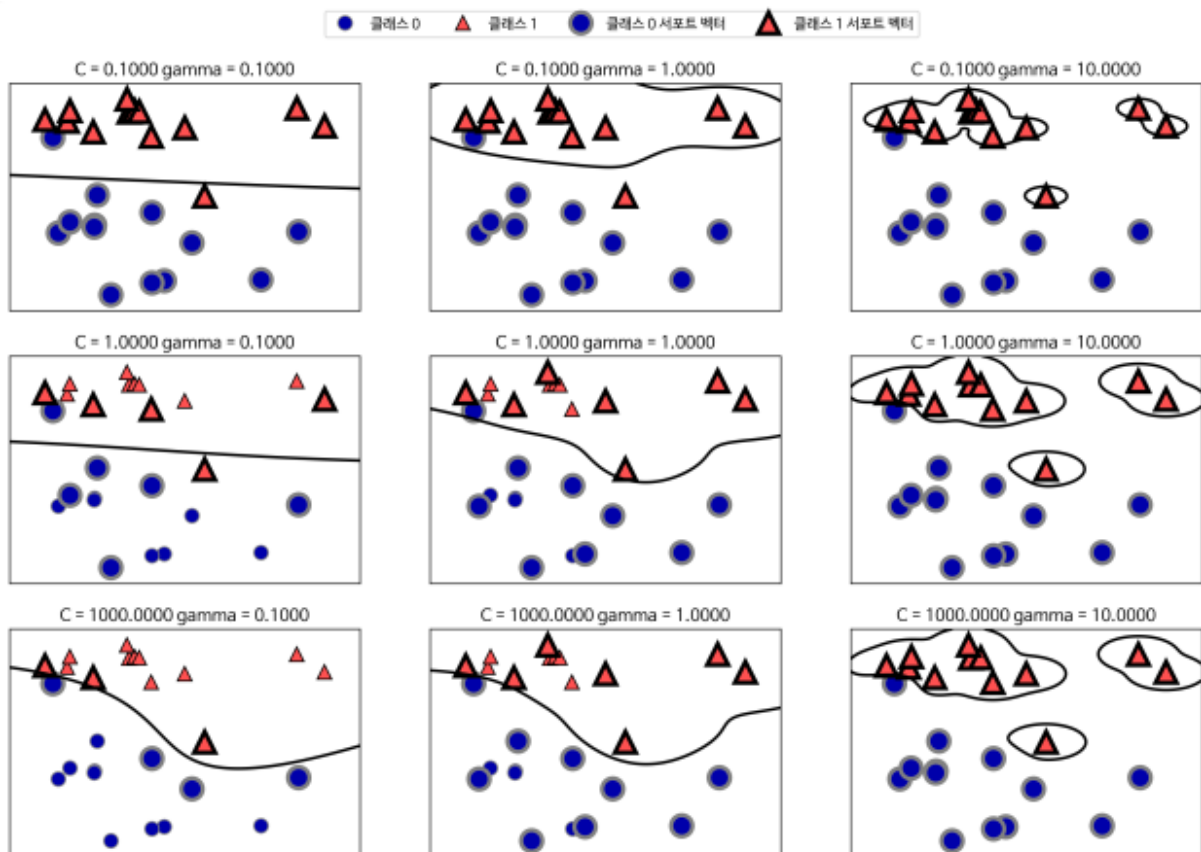 클래스 0 클래스 1 클래스 0 서포트 벡터 클래스 1 서포트 벡터
C = 0.1000 gamma = 0.1000
C = 0.1000 gamma = 1.0000
C = 0.1000 gamma = 10.0000
C = 1.0000 gamma = 0.1000
C = 1.0000 gamma = 1.0000
C = 1.0000 gamma = 10.0000
C = 1000.0000 gamma = 0.1000
C = 1000.0000 gamma = 1.0000
C = 1000.0000 gamma = 10.0000